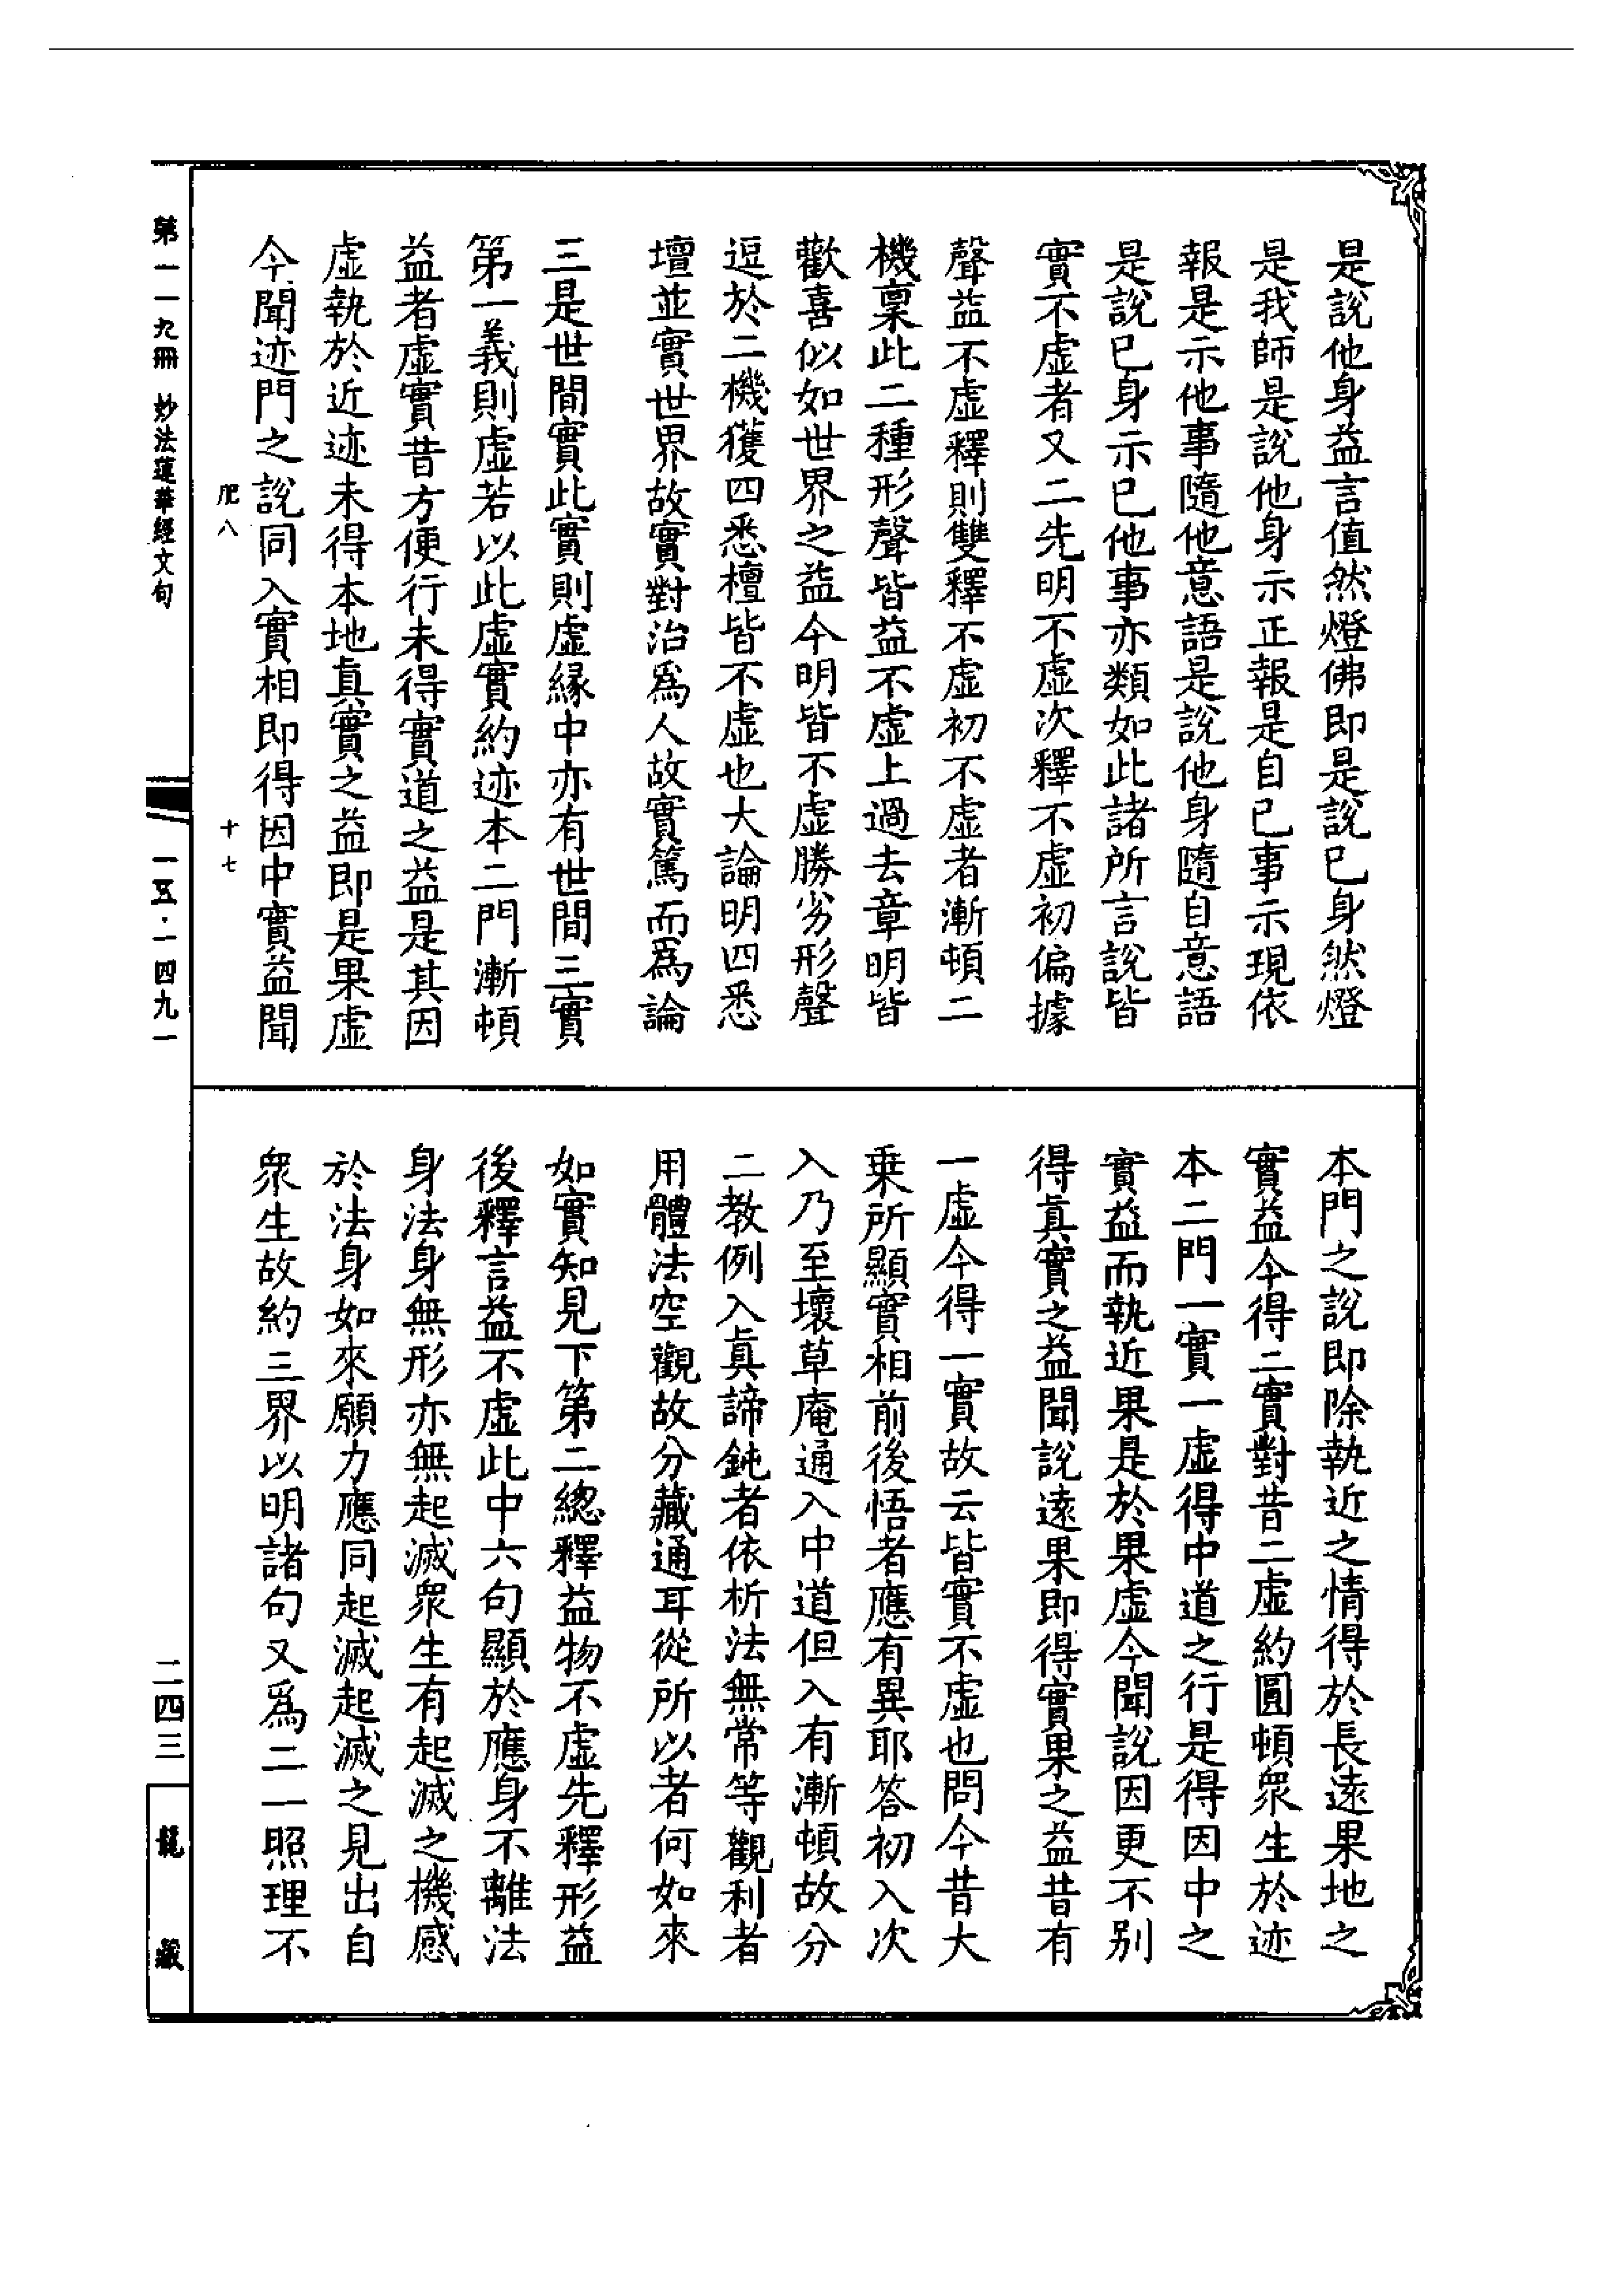 是說他身益言值然燈佛即是說已身然燈
是我師是說他身示正報是自已事示現依
報是示他事隨他意語是說他身隨自意語
是說已身示已他事亦類如此諸所言說皆
實不虛者又二先明不虛次釋不虛初偏據
聲益不虛釋則雙釋不虛初不虛者漸頓二
機稟此二種形聲皆益不虛上過去章明皆
歡喜似如世界之益今明皆不虛勝劣形聲
逗於二機獲四悉檀皆不虛也大論明四悉
壇並實世界故實對治爲人故實篤而爲論
三是世間實此實則虛緣中亦有世間三實
第一義則虛若以此虛實約迹本二門漸頓
益者虛實昔方便行未得實道之益是其因
虛執於近迹未得本地真實之益即是果虛
今聞迹門之說同入實相即得因中實益聞
肥八
十七
本門之說即除執近之情得於長遠果地之
實益今得二實對昔二虛約圓頓衆生於迹
本二門一實一虛得中道之行是得因中之
實益而執近果是於果虛今聞說因更不別
得真實之益聞說遠果即得實果之益昔有
一虛今得一實故云皆實不虛也問今昔大
乗所顯實相前後悟者應有異耶答初入次
入乃至壞草庵通入中道但入有漸頓故分
二教例入真諦鈍者依析法無常等觀利者
用體法空觀故分藏通耳從所以者何如來
如實知見下第二總釋益物不虛先釋形益
後釋言益不虛此中六句顯於應身不離法
身法身無形亦無起滅衆生有起滅之機感
於法身如來願力應同起滅起滅之見出自
衆生故約三界以明諸句又爲二一照理不
第一一九冊 妙法蓮華經文句
一五·一四九一
二四三
龍藏